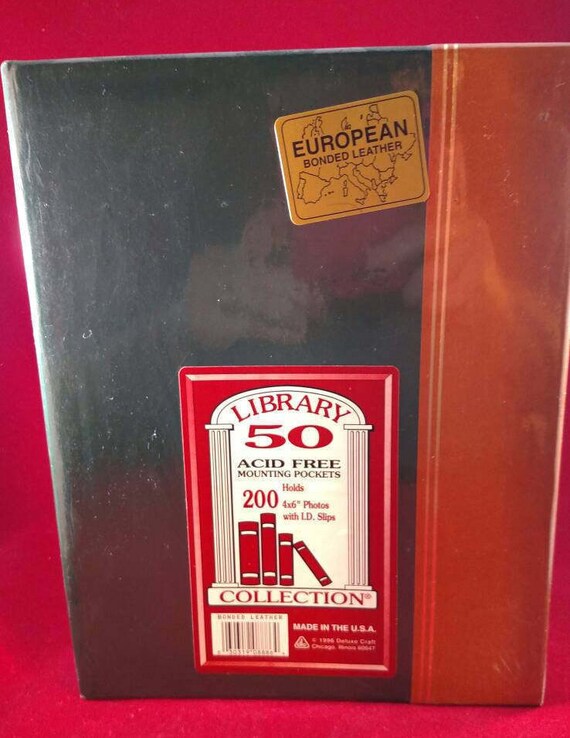 EUROPEAN
BONDED LEATHER
LIBRARY
50
ACID FREE
MOUNTING POCKETS
200 Holds
4x6" Photos
with I.D. Slips
COLLECTION®
BONDED LEATHER
MADE IN THE U.S.A.
© 1996 Deluxe Craft
Chicago, Illinois 60647